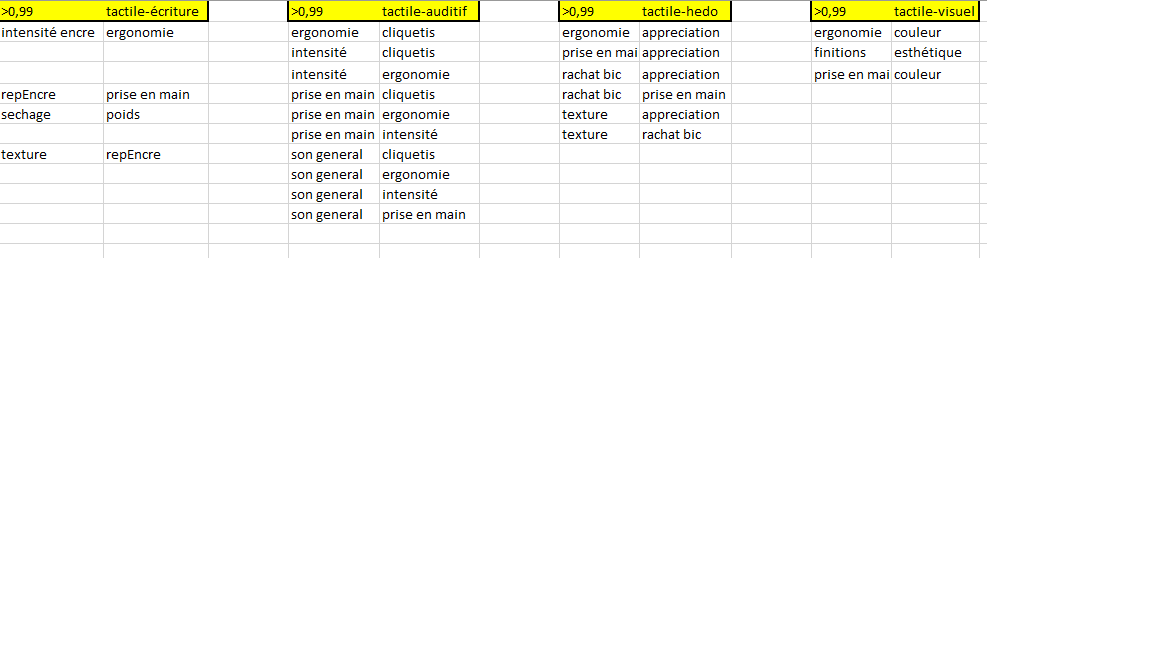 >0,99 tactile-écriture >0,99 tactile-auditif >0,99 tactile-hedo >0,99 tactile-visuel
intensité encre ergonomie ergonomie cliquetis ergonomie appreciation ergonomie couleur
intensité cliquetis prise en mai appreciation finitions esthétique
intensité ergonomie rachat bic appreciation prise en mai couleur
repEncre prise en main prise en main cliquetis rachat bic prise en main
sechage poids prise en main ergonomie texture appreciation
prise en main intensité texture rachat bic
texture repEncre son general cliquetis
son general ergonomie
son general intensité
son general prise en main